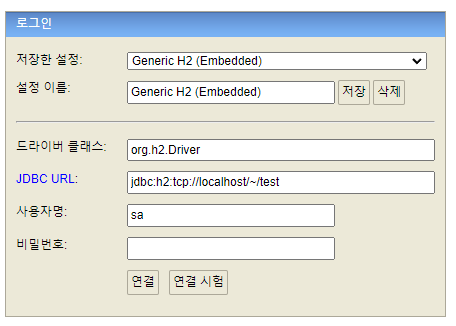 로그인
저장한 설정: Generic H2 (Embedded)
설정 이름: Generic H2 (Embedded) 저장 삭제
드라이버 클래스: org.h2.Driver
JDBC URL: jdbc:h2:tcp://localhost/~/test
사용자명: sa
비밀번호:
연결 연결 시험